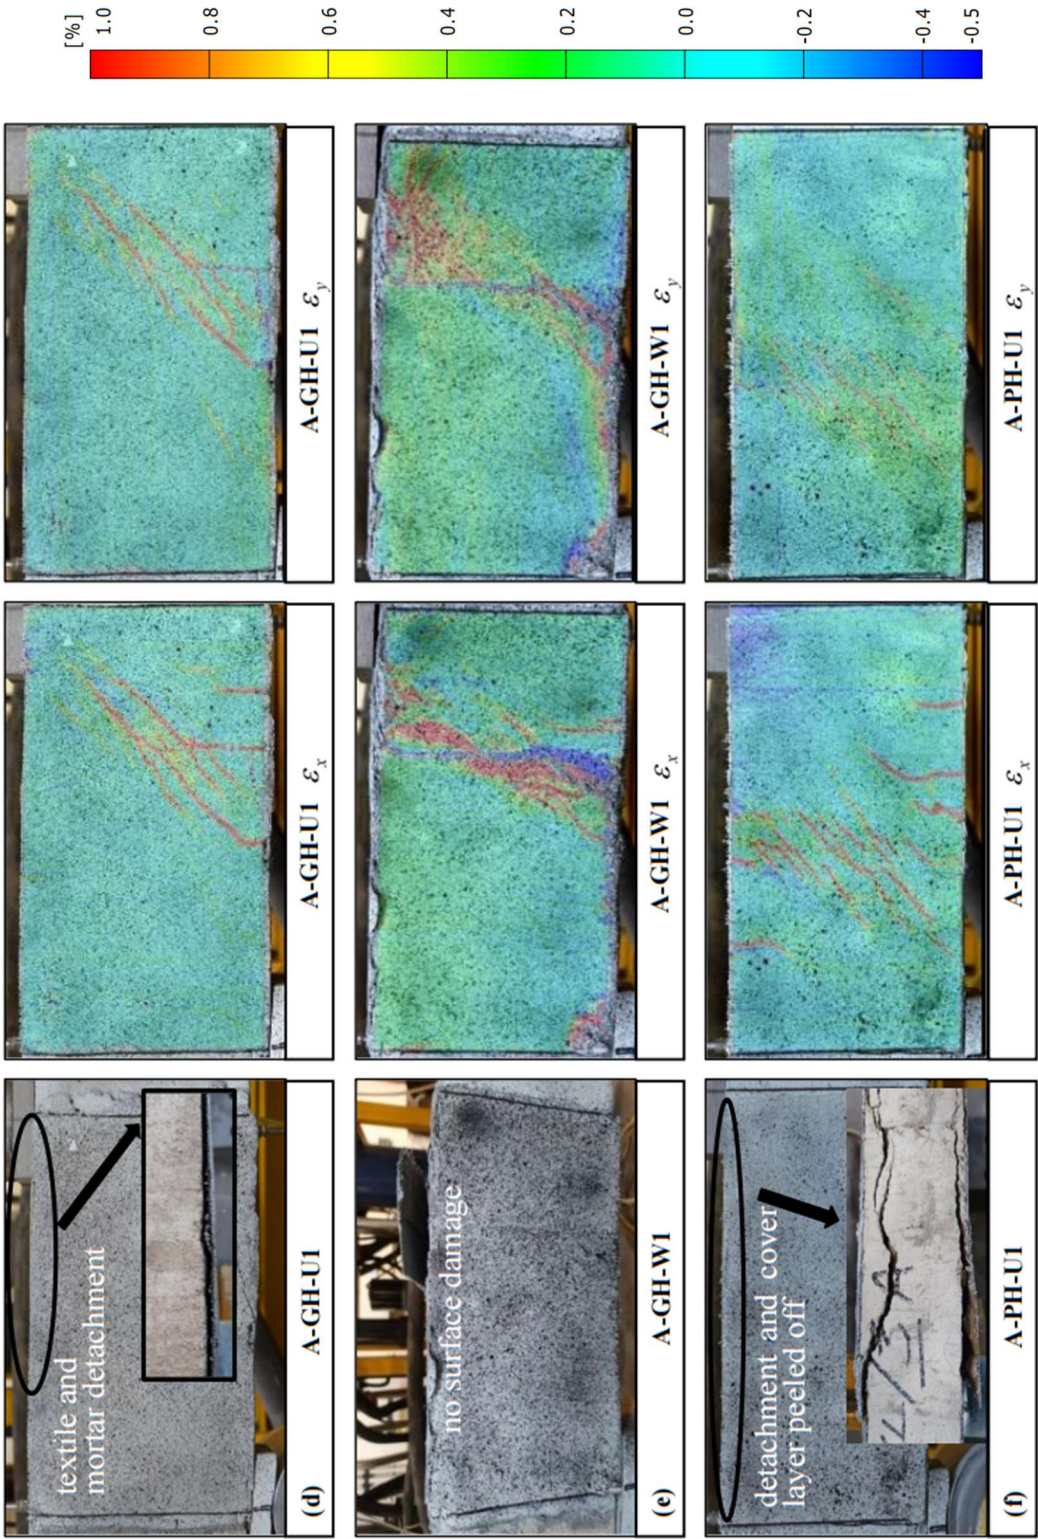 [%]
1.0
0.8
0.6
0.4
0.2
0.0
-0.2
-0.4
-0.5
textile and
mortar detachment
(d)
A-GH-U1
A-GH-U1 εx
A-GH-U1 εy
no surface damage
(e)
A-GH-W1
A-GH-W1 εx
A-GH-W1 εy
detachment and cover
layer peeled off
(f)
A-PH-U1
A-PH-U1 εx
A-PH-U1 εy